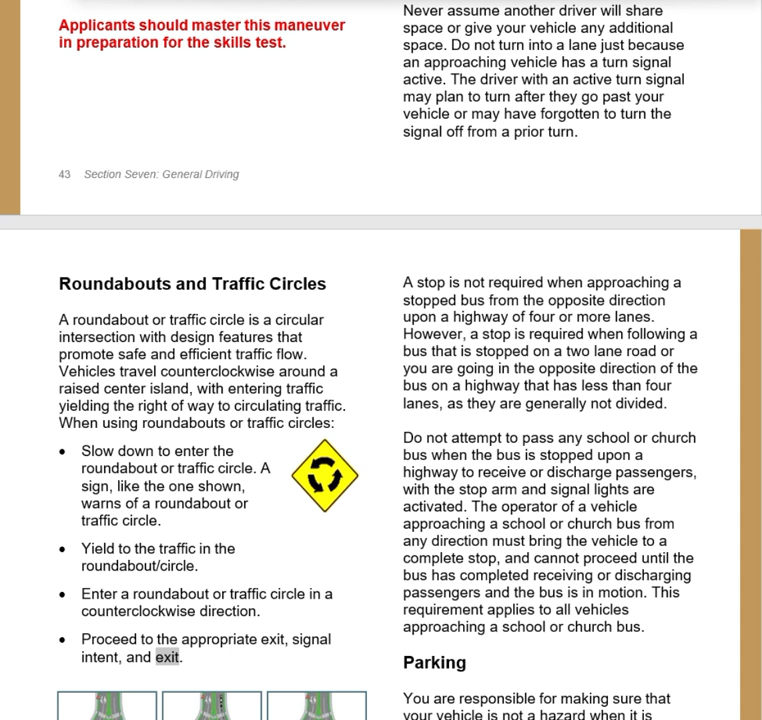 Applicants should master this maneuver
in preparation for the skills test.
Never assume another driver will share
space or give your vehicle any additional
space. Do not turn into a lane just because
an approaching vehicle has a turn signal
active. The driver with an active turn signal
may plan to turn after they go past your
vehicle or may have forgotten to turn the
signal off from a prior turn.
43 Section Seven: General Driving
Roundabouts and Traffic Circles
A roundabout or traffic circle is a circular
intersection with design features that
promote safe and efficient traffic flow.
Vehicles travel counterclockwise around a
raised center island, with entering traffic
yielding the right of way to circulating traffic.
When using roundabouts or traffic circles:
• Slow down to enter the
roundabout or traffic circle. A
sign, like the one shown,
warns of a roundabout or
traffic circle.
• Yield to the traffic in the
roundabout/circle.
• Enter a roundabout or traffic circle in a
counterclockwise direction.
• Proceed to the appropriate exit, signal
intent, and exit.
A stop is not required when approaching a
stopped bus from the opposite direction
upon a highway of four or more lanes.
However, a stop is required when following a
bus that is stopped on a two lane road or
you are going in the opposite direction of the
bus on a highway that has less than four
lanes, as they are generally not divided.
Do not attempt to pass any school or church
bus when the bus is stopped upon a
highway to receive or discharge passengers,
with the stop arm and signal lights are
activated. The operator of a vehicle
approaching a school or church bus from
any direction must bring the vehicle to a
complete stop, and cannot proceed until the
bus has completed receiving or discharging
passengers and the bus is in motion. This
requirement applies to all vehicles
approaching a school or church bus.
Parking
You are responsible for making sure that
your vehicle is not a hazard when it is